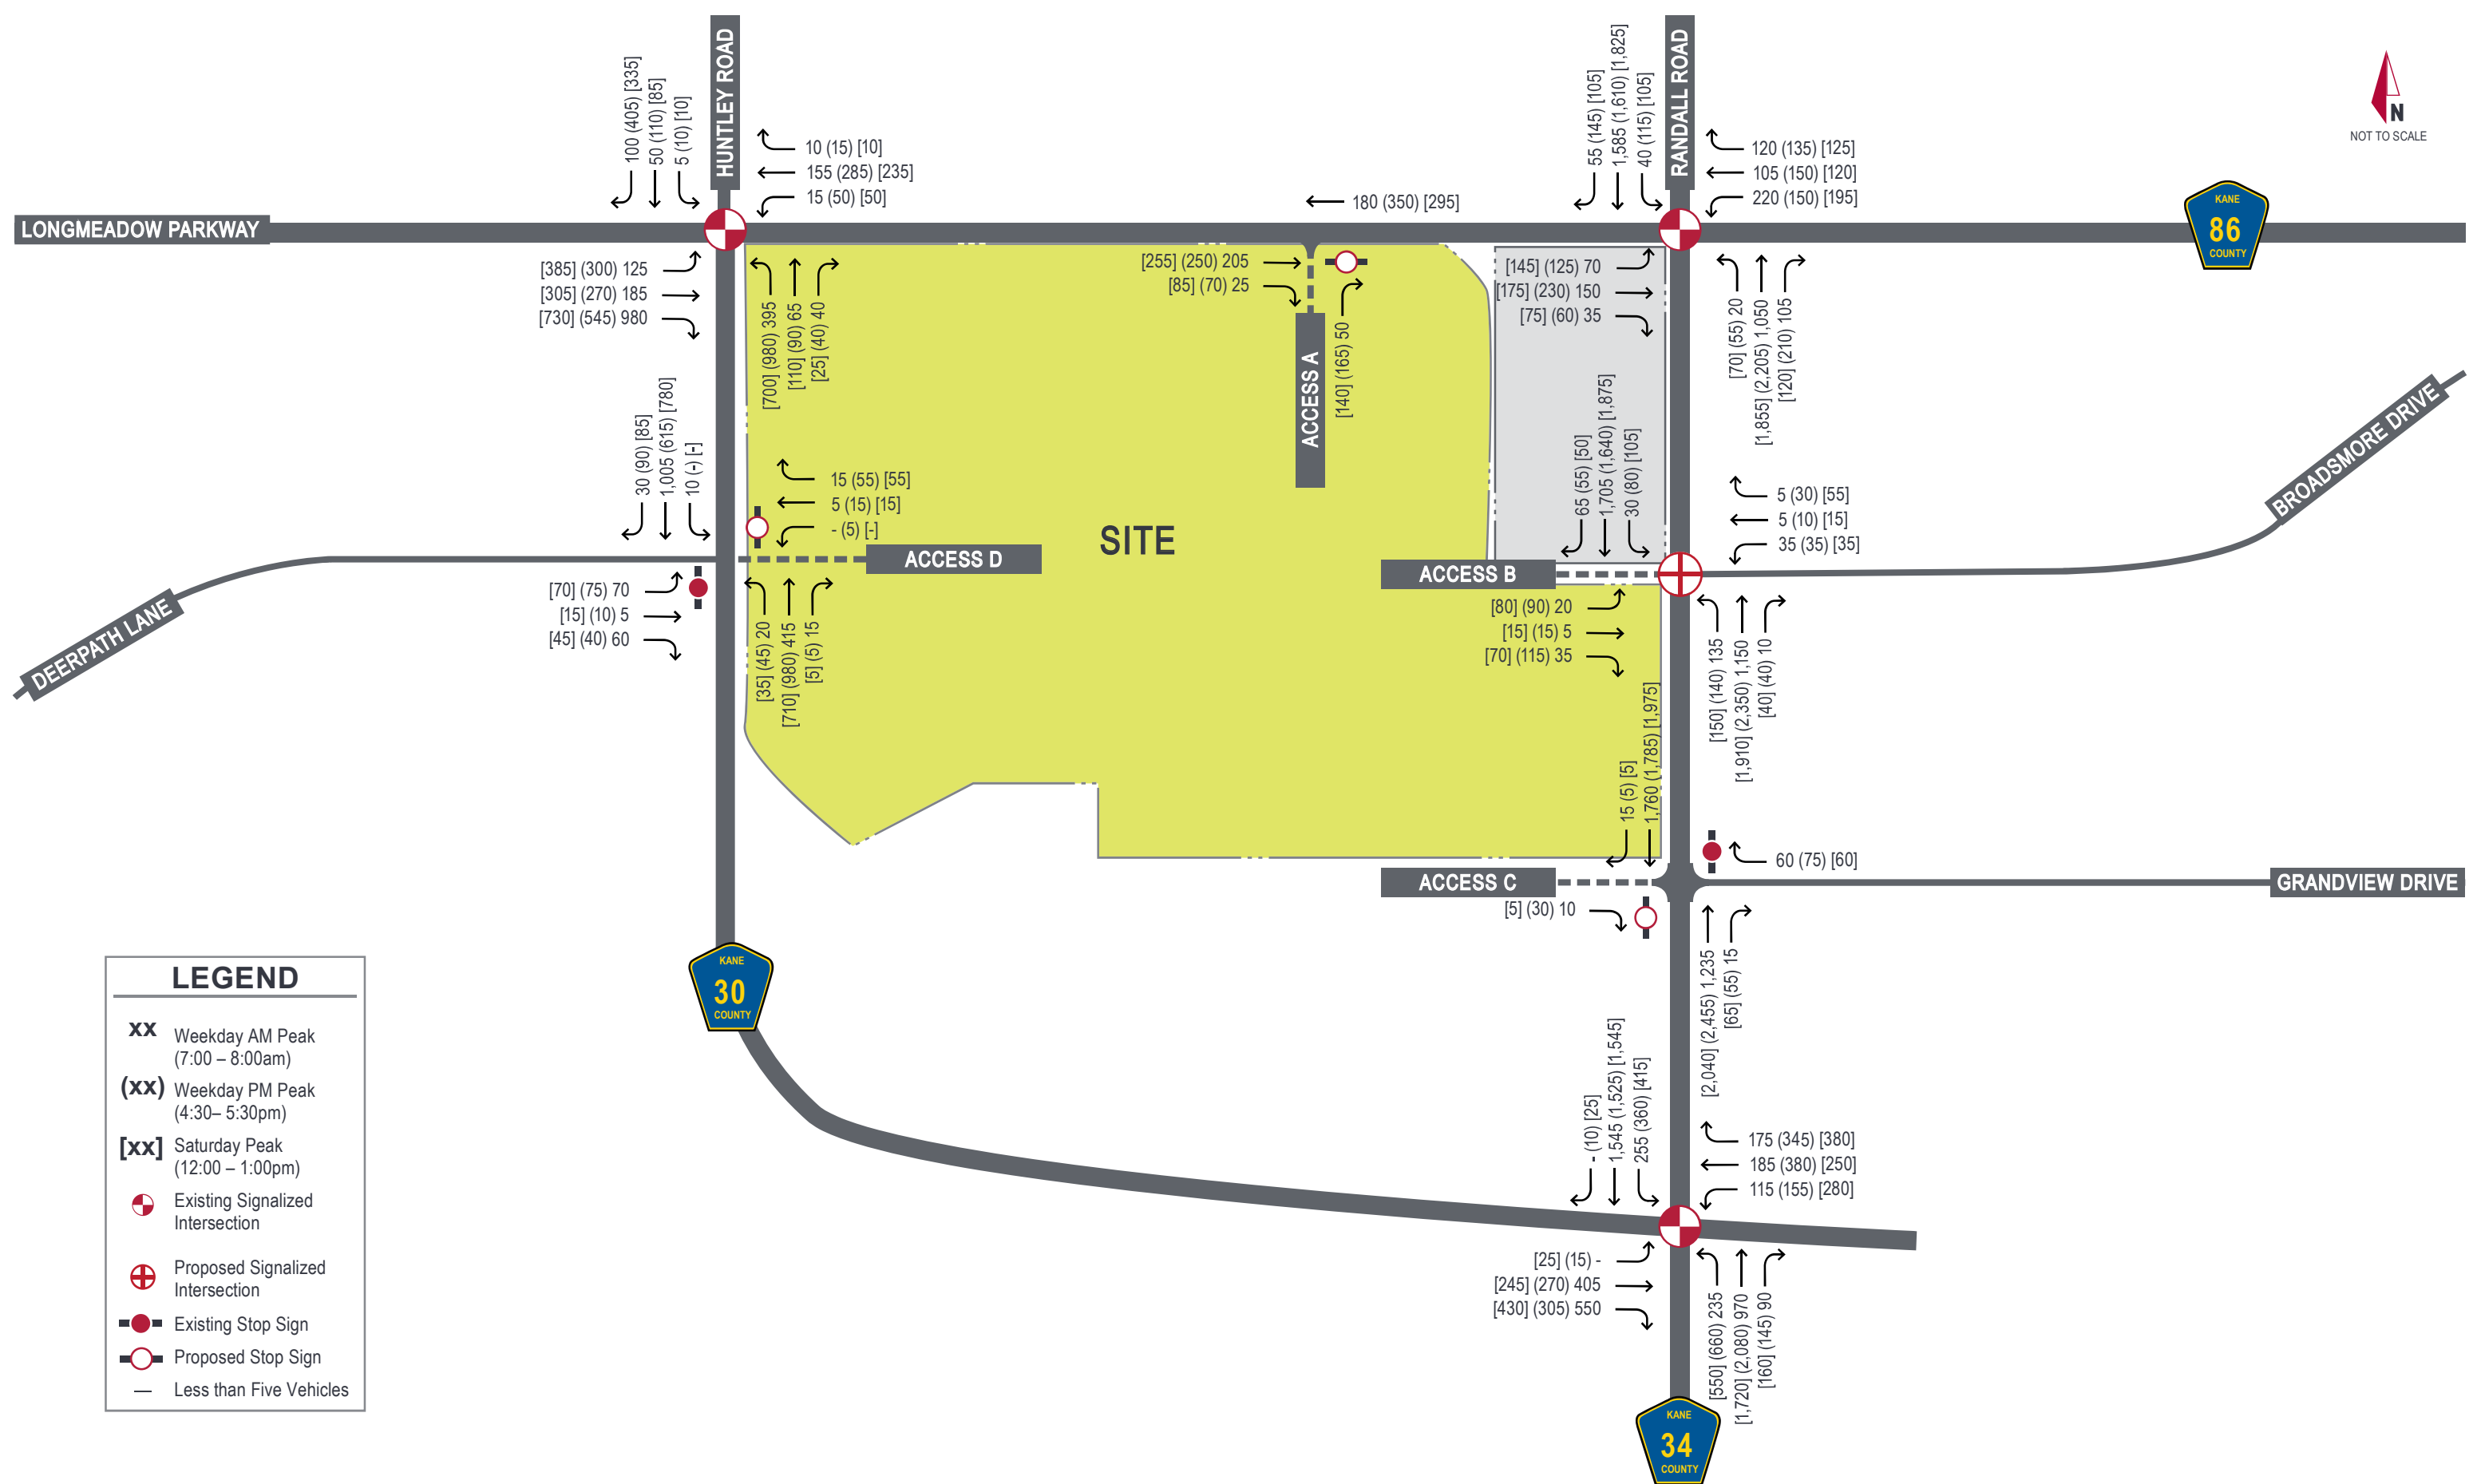 HUNTLEY ROAD
RANDALL ROAD
N
NOT TO SCALE
100 (405) [335]
50 (110) [85]
5 (10) [10]
10 (15) [10]
155 (285) [235]
15 (50) [50]
180 (350) [295]
55 (145) [105]
1,585 (1,610) [1,825]
40 (115) [105]
120 (135) [125]
105 (150) [120]
220 (150) [195]
LONGMEADOW PARKWAY
KANE
86
COUNTY
[385] (300) 125
[305] (270) 185
[730] (545) 980
[700] (980) 395
[110] (90) 65
[25] (40) 40
[255] (250) 205
[85] (70) 25
ACCESS A
[140] (165) 50
[145] (125) 70
[175] (230) 150
[75] (60) 35
[70] (55) 20
[1,855] (2,205) 1,050
[120] (210) 105
30 (90) [85]
1,005 (615) [780]
10 (-) [-]
15 (55) [55]
5 (15) [15]
- (5) [-]
SITE
65 (55) [50]
1,705 (1,640) [1,875]
30 (80) [105]
5 (30) [55]
5 (10) [15]
35 (35) [35]
BROADSMORE DRIVE
ACCESS D
ACCESS B
DEERPATH LANE
[70] (75) 70
[15] (10) 5
[45] (40) 60
[35] (45) 20
[710] (980) 415
[5] (5) 15
[80] (90) 20
[15] (15) 5
[70] (115) 35
[150] (140) 135
[1,910] (2,350) 1,150
[40] (40) 10
15 (5) [5]
1,760 (1,785) [1,975]
60 (75) [60]
ACCESS C
GRANDVIEW DRIVE
[5] (30) 10
[2,040] (2,455) 1,235
[65] (55) 15
KANE
30
COUNTY
- (10) [25]
1,545 (1,525) [1,545]
255 (360) [415]
175 (345) [380]
185 (380) [250]
115 (155) [280]
[25] (15) -
[245] (270) 405
[430] (305) 550
[550] (660) 235
[1,720] (2,080) 970
[160] (145) 90
KANE
34
COUNTY
LEGEND
xx Weekday AM Peak
(7:00 – 8:00am)
(xx) Weekday PM Peak
(4:30– 5:30pm)
[xx] Saturday Peak
(12:00 – 1:00pm)
Existing Signalized
Intersection
Proposed Signalized
Intersection
Existing Stop Sign
Proposed Stop Sign
— Less than Five Vehicles